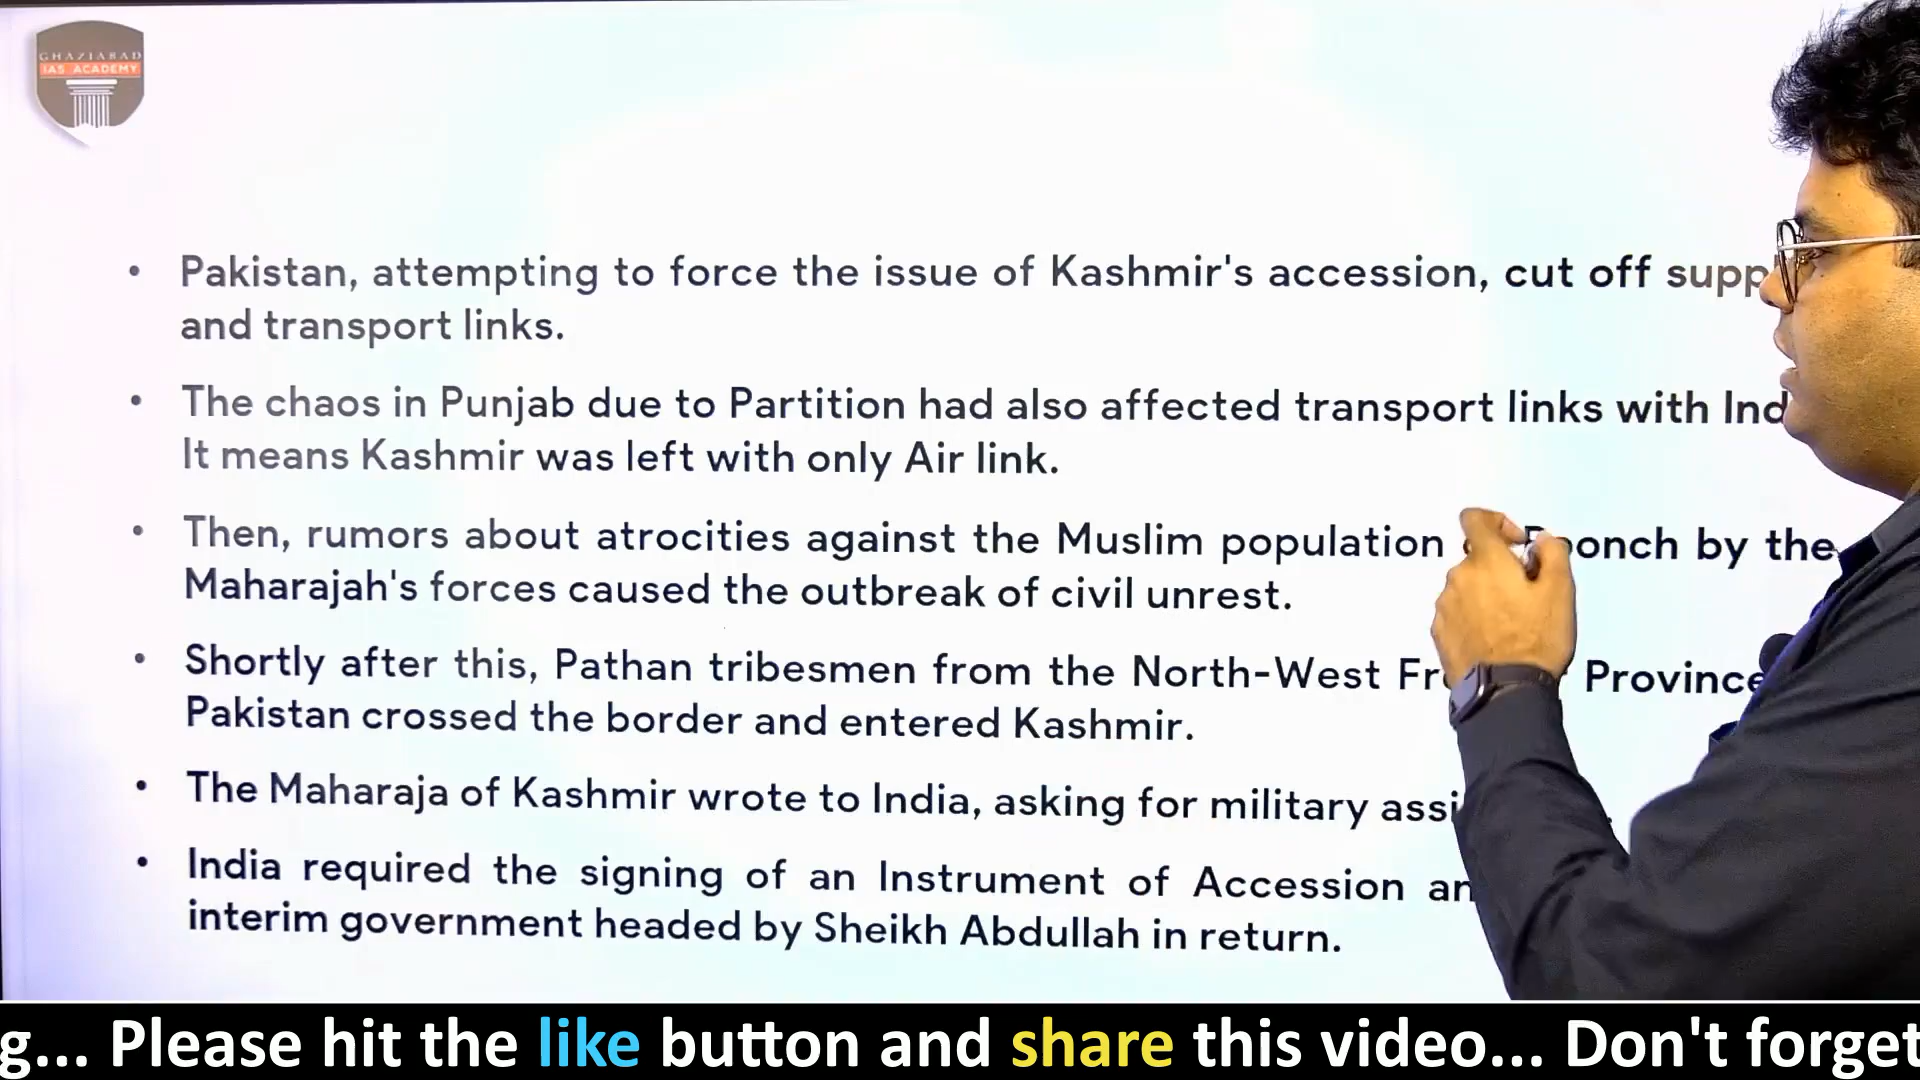 GHAZIABAD
IAS ACADEMY
• Pakistan, attempting to force the issue of Kashmir's accession, cut off
and transport links.
• The chaos in Punjab due to Partition had also affected transport links with
It means Kashmir was left with only Air link.
• Then, rumors about atrocities against the Muslim population by the
Maharajah's forces caused the outbreak of civil unrest.
• Shortly after this, Pathan tribesmen from the North-West Province
Pakistan crossed the border and entered Kashmir.
• The Maharaja of Kashmir wrote to India, asking for military
• India required the signing of an Instrument of Accession
interim government headed by Sheikh Abdullah in return.
g... Please hit the like button and share this video... Don't forget